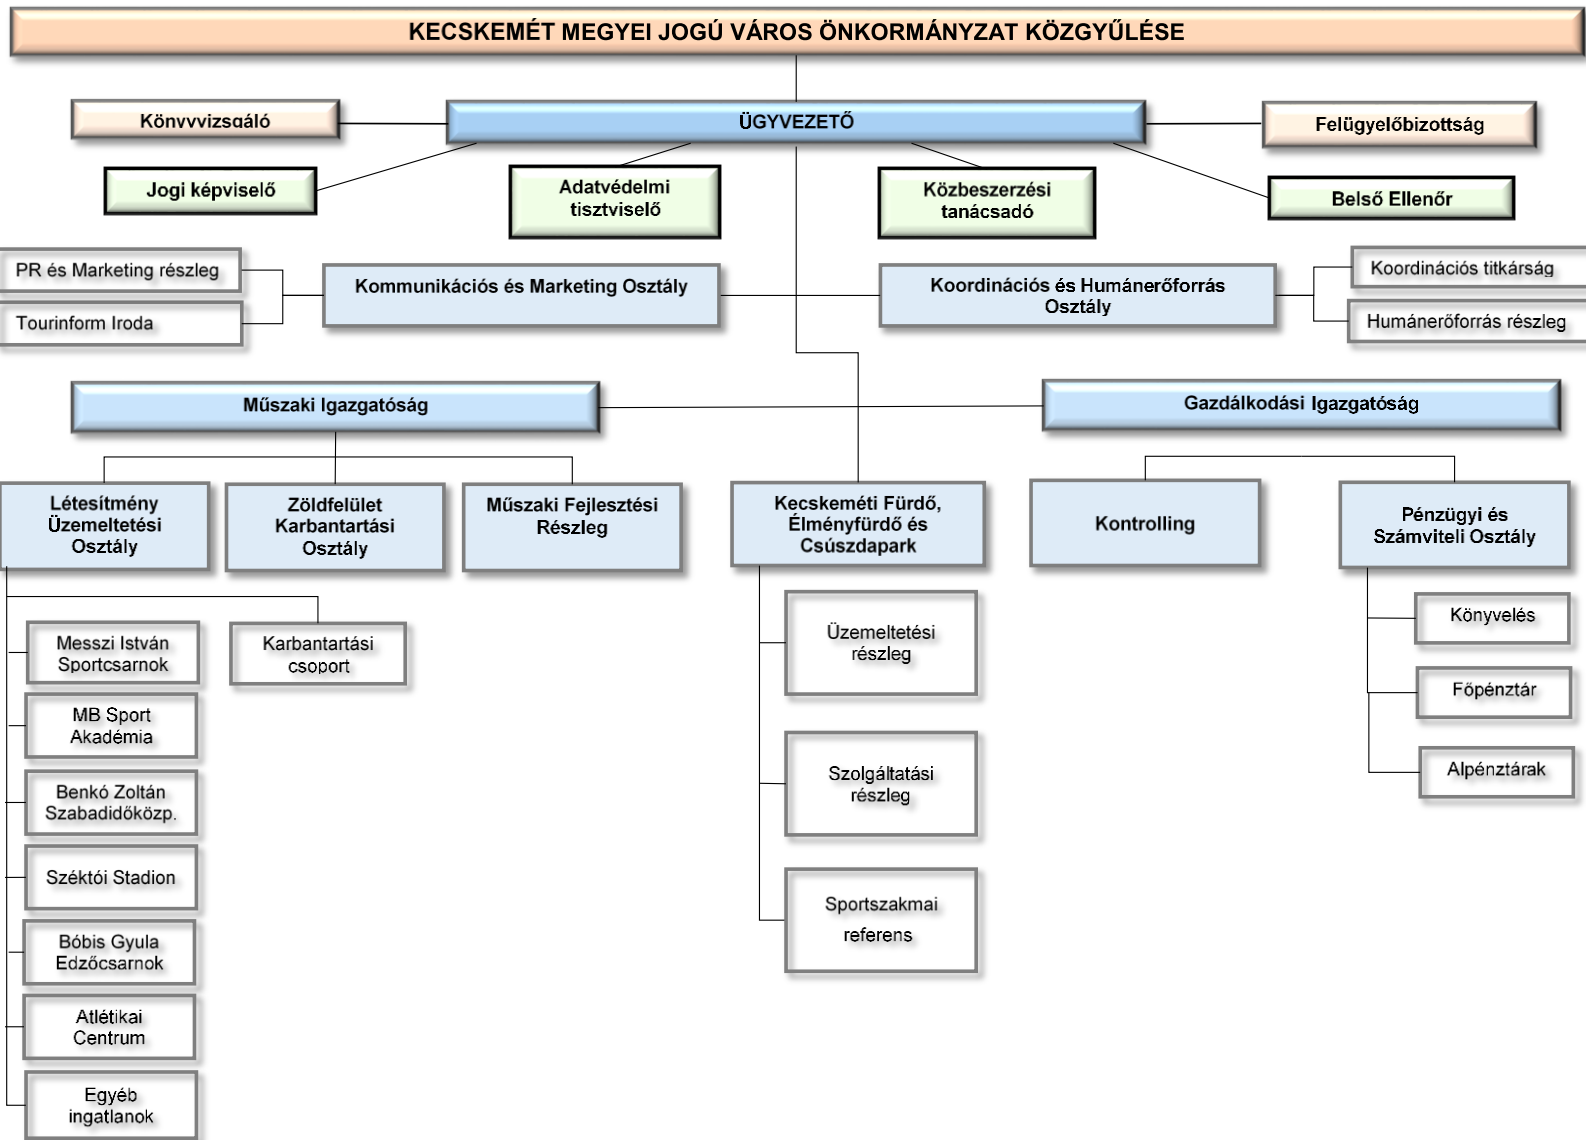 KECSKEMÉT MEGYEI JOGÚ VÁROS ÖNKORMÁNYZAT KÖZGYŰLÉSE
Könyvvizsgáló
ÜGYVEZETŐ
Felügyelőbizottság
Jogi képviselő
Adatvédelmi
tisztviselő
Közbeszerzési
tanácsadó
Belső Ellenőr
PR és Marketing részleg
Tourinform Iroda
Kommunikációs és Marketing Osztály
Koordinációs és Humánerőforrás
Osztály
Koordinációs titkárság
Humánerőforrás részleg
Műszaki Igazgatóság
Gazdálkodási Igazgatóság
Létesítmény
Üzemeltetési
Osztály
Zöldfelület
Karbantartási
Osztály
Műszaki Fejlesztési
Részleg
Kecskeméti Fürdő,
Élményfürdő és
Csúszdapark
Kontrolling
Pénzügyi és
Számviteli Osztály
Messzi István
Sportcsarnok
Karbantartási
csoport
MB Sport
Akadémia
Benkó Zoltán
Szabadidőközp.
Széktói Stadion
Bóbis Gyula
Edzőcsarnok
Atlétikai
Centrum
Egyéb
ingatlanok
Üzemeltetési
részleg
Szolgáltatási
részleg
Sportszakmai
referens
Könyvelés
Főpénztár
Alpénztárak